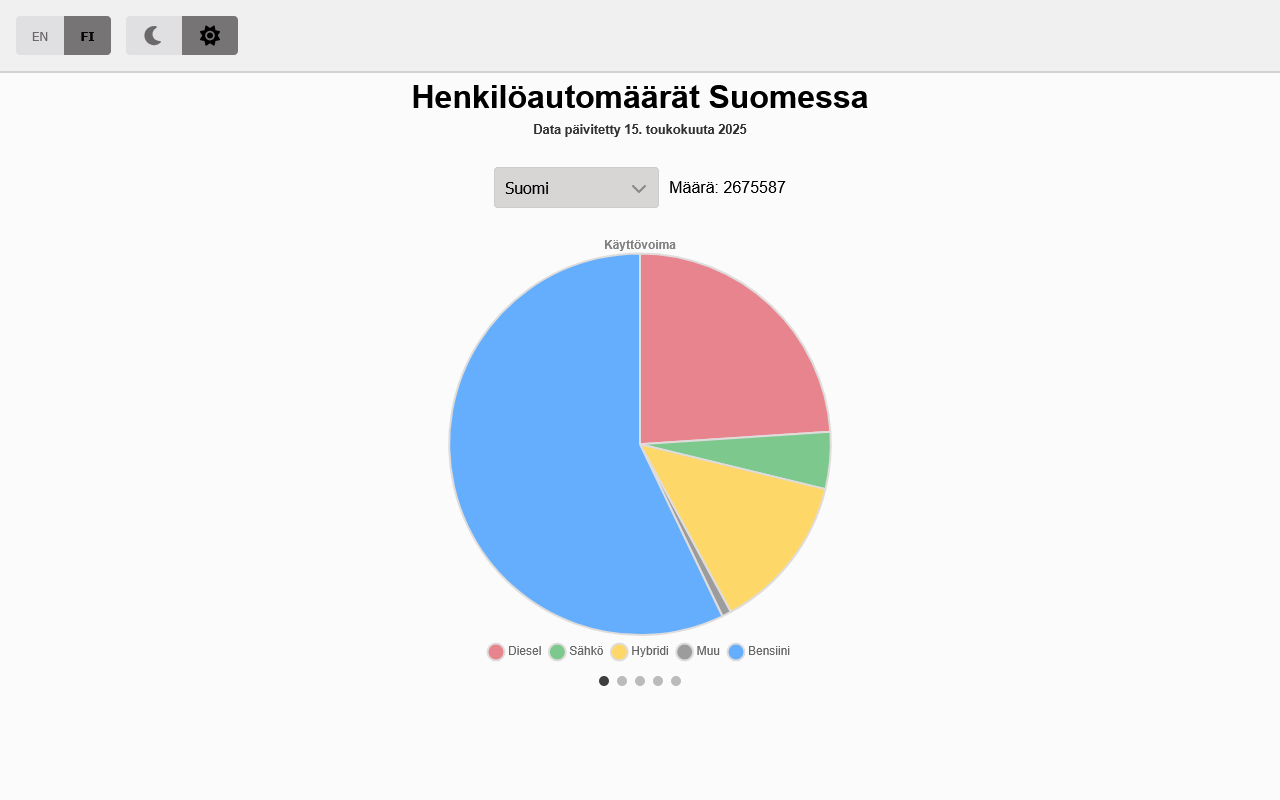 EN FI
Henkilöautomäärät Suomessa
Data päivitetty 15. toukokuuta 2025
Suomi Määrä: 2675587
Käyttövoima
Diesel Sähkö Hybridi Muu Bensiini